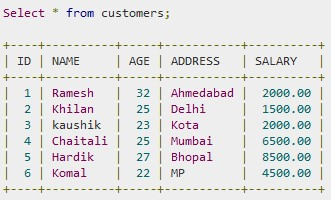 Select * from customers;
+----+----------+-----+-----------+----------+
| ID | NAME | AGE | ADDRESS | SALARY |
+----+----------+-----+-----------+----------+
| 1 | Ramesh | 32 | Ahmedabad | 2000.00 |
| 2 | Khilan | 25 | Delhi | 1500.00 |
| 3 | kaushik | 23 | Kota | 2000.00 |
| 4 | Chaitali | 25 | Mumbai | 6500.00 |
| 5 | Hardik | 27 | Bhopal | 8500.00 |
| 6 | Komal | 22 | MP | 4500.00 |
+----+----------+-----+-----------+----------+